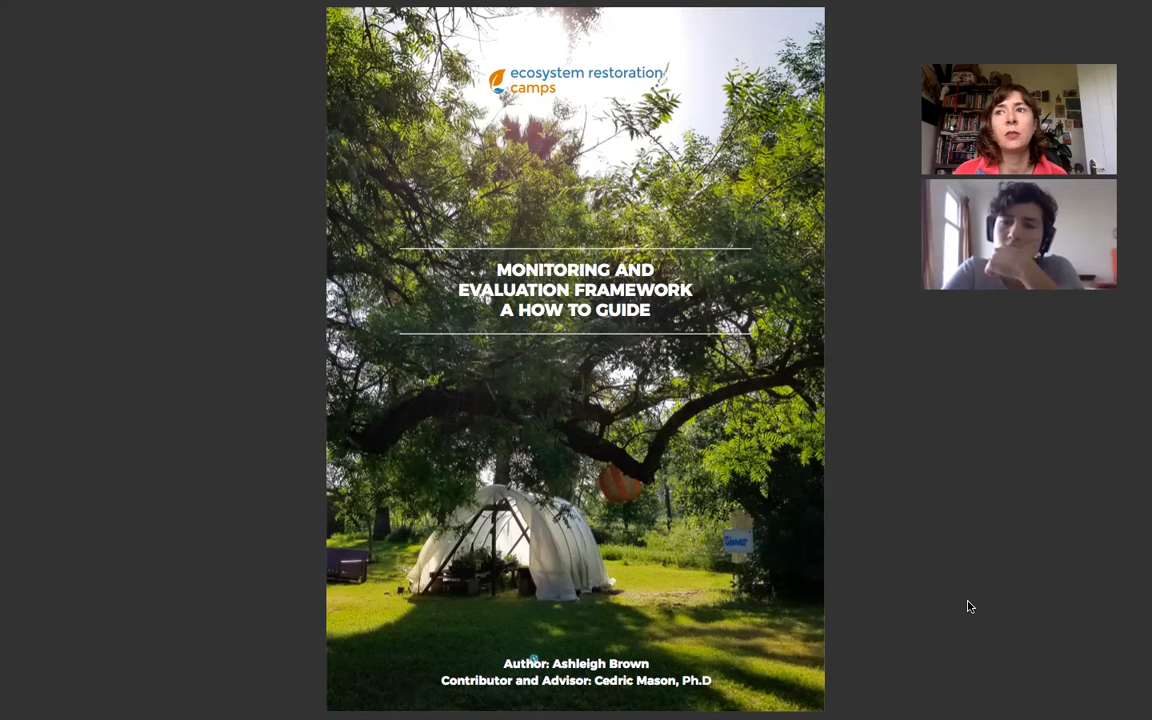 ecosystem restoration
camps
MONITORING AND
EVALUATION FRAMEWORK
A HOW TO GUIDE
Author: Ashleigh Brown
Contributor and Advisor: Cedric Mason, Ph.D